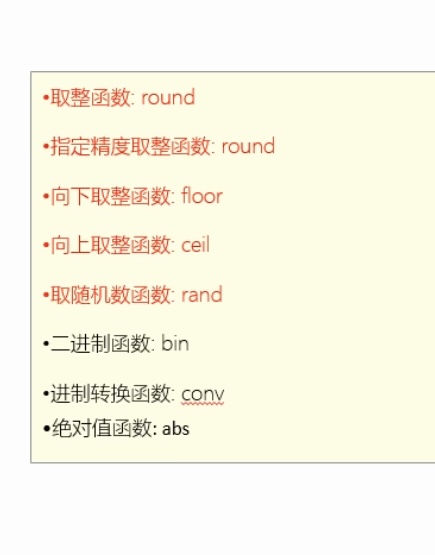 •取整函数: round
•指定精度取整函数: round
•向下取整函数: floor
•向上取整函数: ceil
•取随机数函数: rand
•二进制函数: bin
•进制转换函数: conv
•绝对值函数: abs